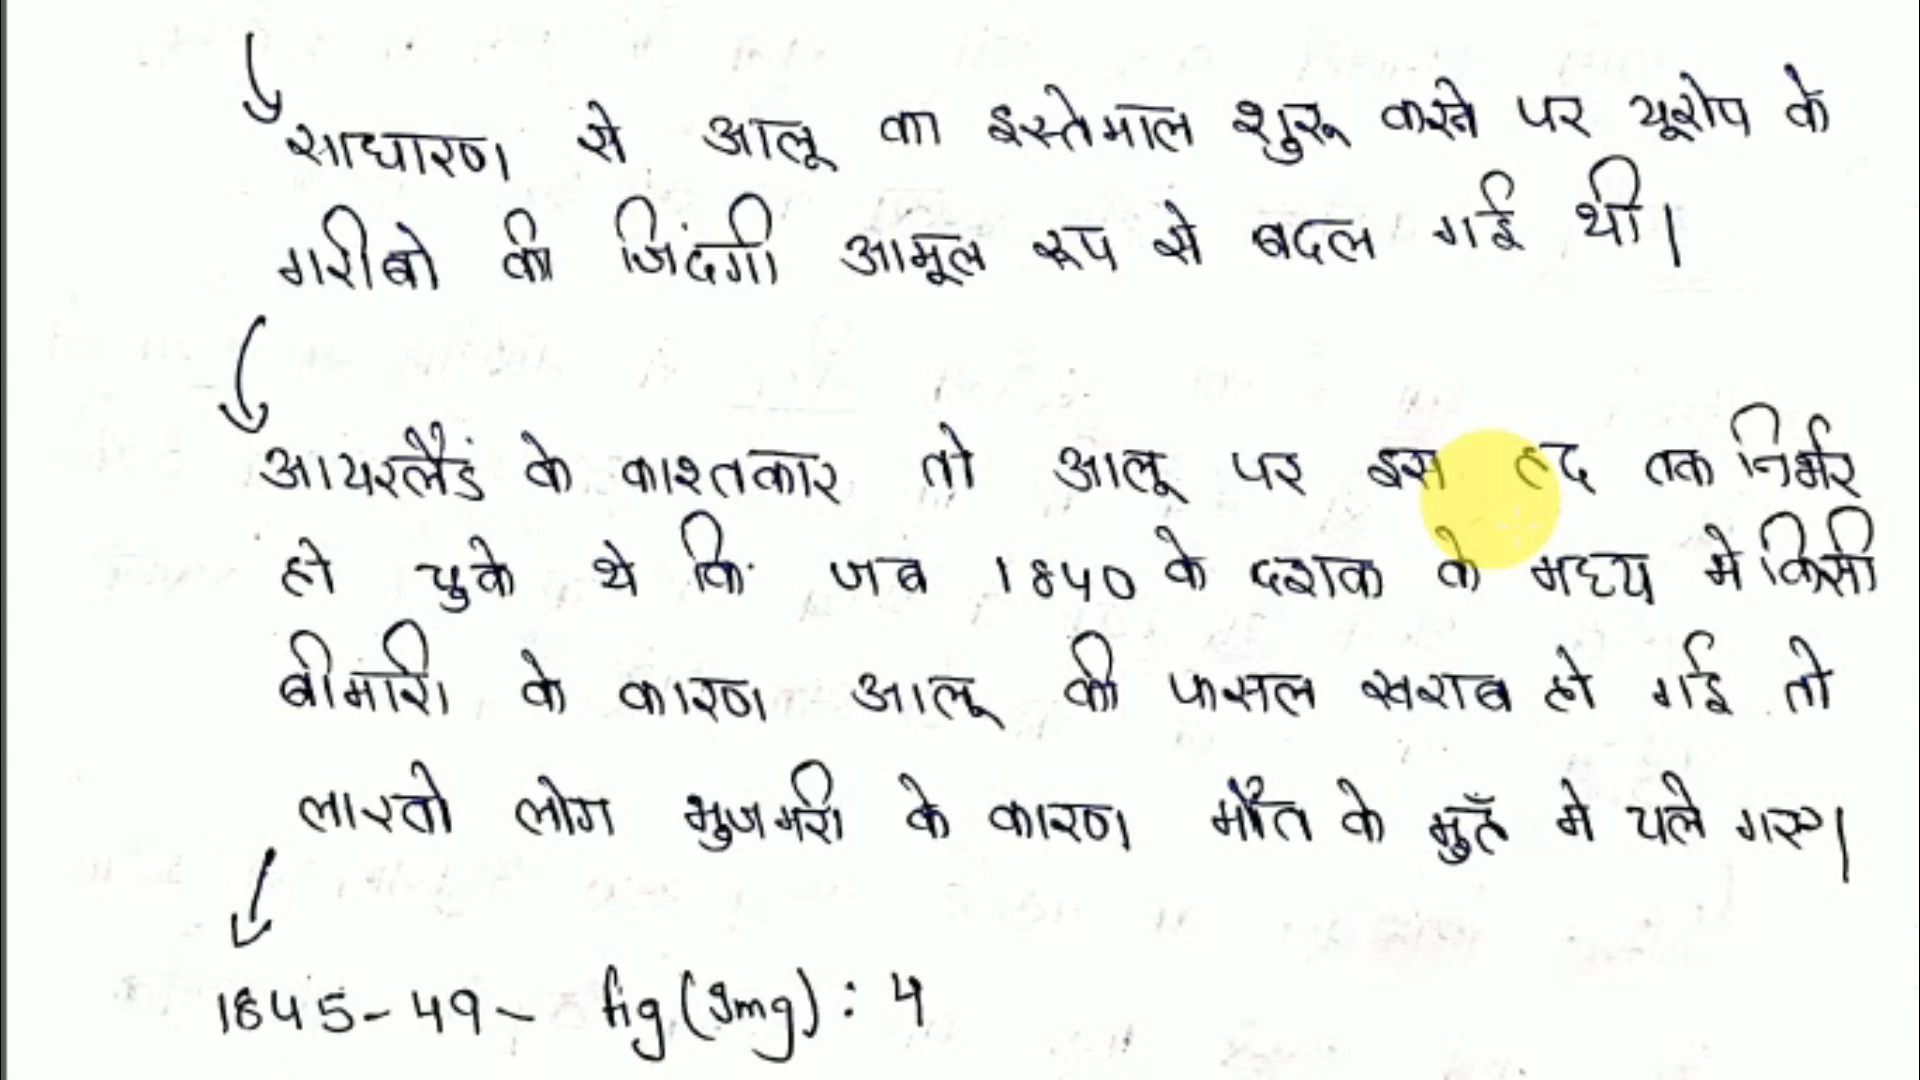 साधारण से आलू का इस्तेमाल शुरू करने पर यूरोप के
गरीबो की जिंदगी आमूल रूप से बदल गई थी।
आयरलैंड के काश्तकार तो आलू पर इस हद तक निर्भर
हो चुके थे कि जब 1840 के दशक के मध्य मे किसी
बीमारी के कारण आलू की फसल खराब हो गई तो
लाखो लोग भुजमरी के कारण मौत के मुहँ मे चले गए।
1845-49- fig (Img) : 4